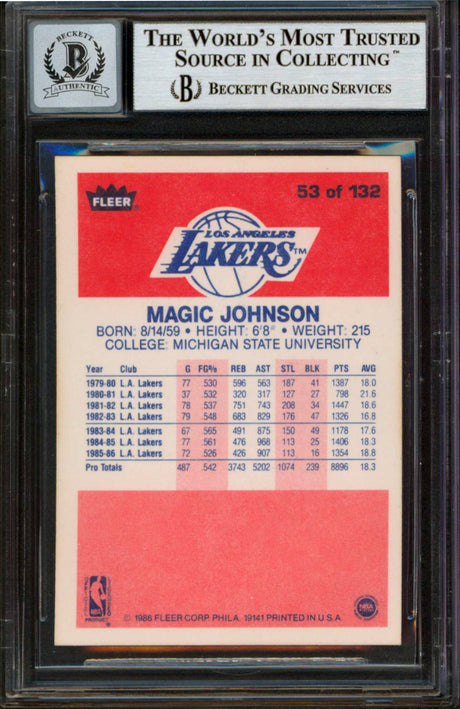 BECKETT
B
AUTHENTIC
THE WORLD'S MOST TRUSTED
SOURCE IN COLLECTING™
B BECKETT GRADING SERVICES
FLEER®
53 of 132
LOS ANGELES
LAKERS™
MAGIC JOHNSON
BORN: 8/14/59 • HEIGHT: 6'8" • WEIGHT: 215
COLLEGE: MICHIGAN STATE UNIVERSITY
Year Club G FG% REB AST STL BLK PTS AVG
1979-80 L.A. Lakers 77 .530 596 563 187 41 1387 18.0
1980-81 L.A. Lakers 37 .532 320 317 127 27 798 21.6
1981-82 L.A. Lakers 78 .537 751 743 208 34 1447 18.6
1982-83 L.A. Lakers 79 .548 683 829 176 47 1326 16.8
1983-84 L.A. Lakers 67 .565 491 875 150 49 1178 17.6
1984-85 L.A. Lakers 77 .561 476 968 113 25 1406 18.3
1985-86 L.A. Lakers 72 .526 426 907 113 16 1354 18.8
Pro Totals 487 .542 3743 5202 1074 239 8896 18.3
NBA
PRODUCT
© 1986 FLEER CORP PHILA. 19141 PRINTED IN U.S.A.